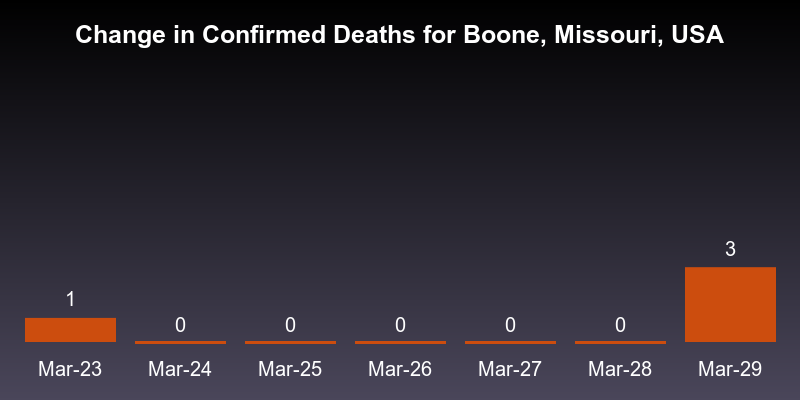 Change in Confirmed Deaths for Boone, Missouri, USA
1
0
0
0
0
0
3
Mar-23
Mar-24
Mar-25
Mar-26
Mar-27
Mar-28
Mar-29